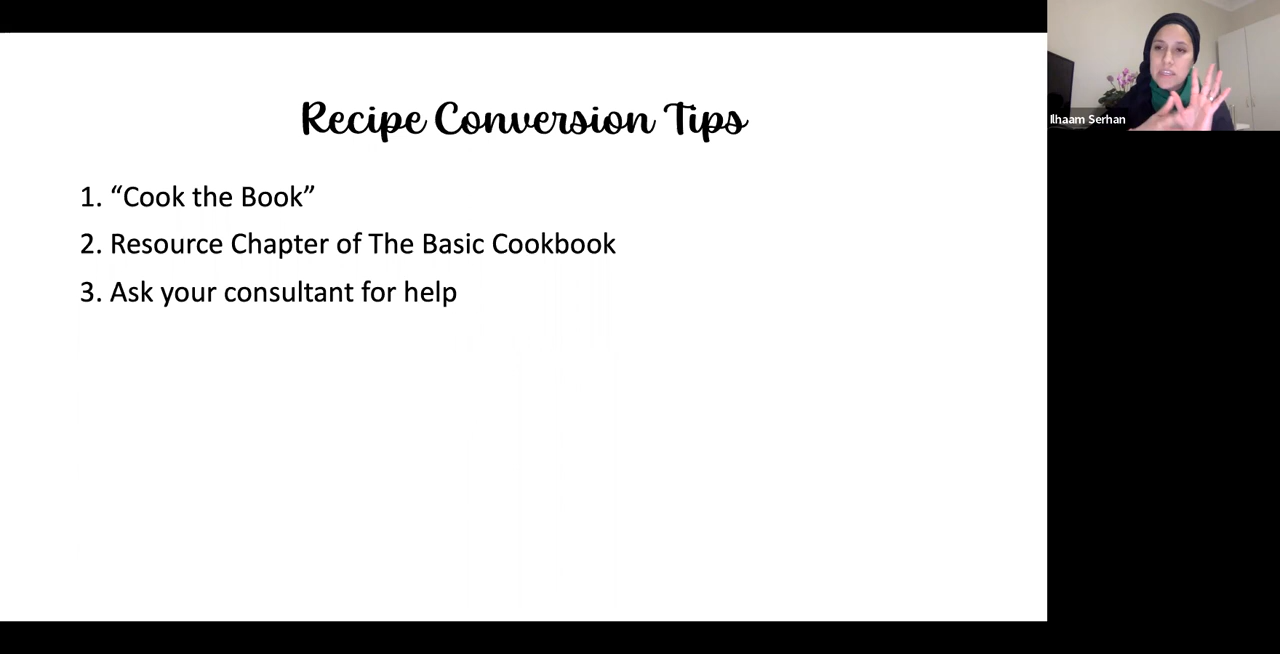 Recipe Conversion Tips
1. “Cook the Book”
2. Resource Chapter of The Basic Cookbook
3. Ask your consultant for help
Ilhaam Serhan